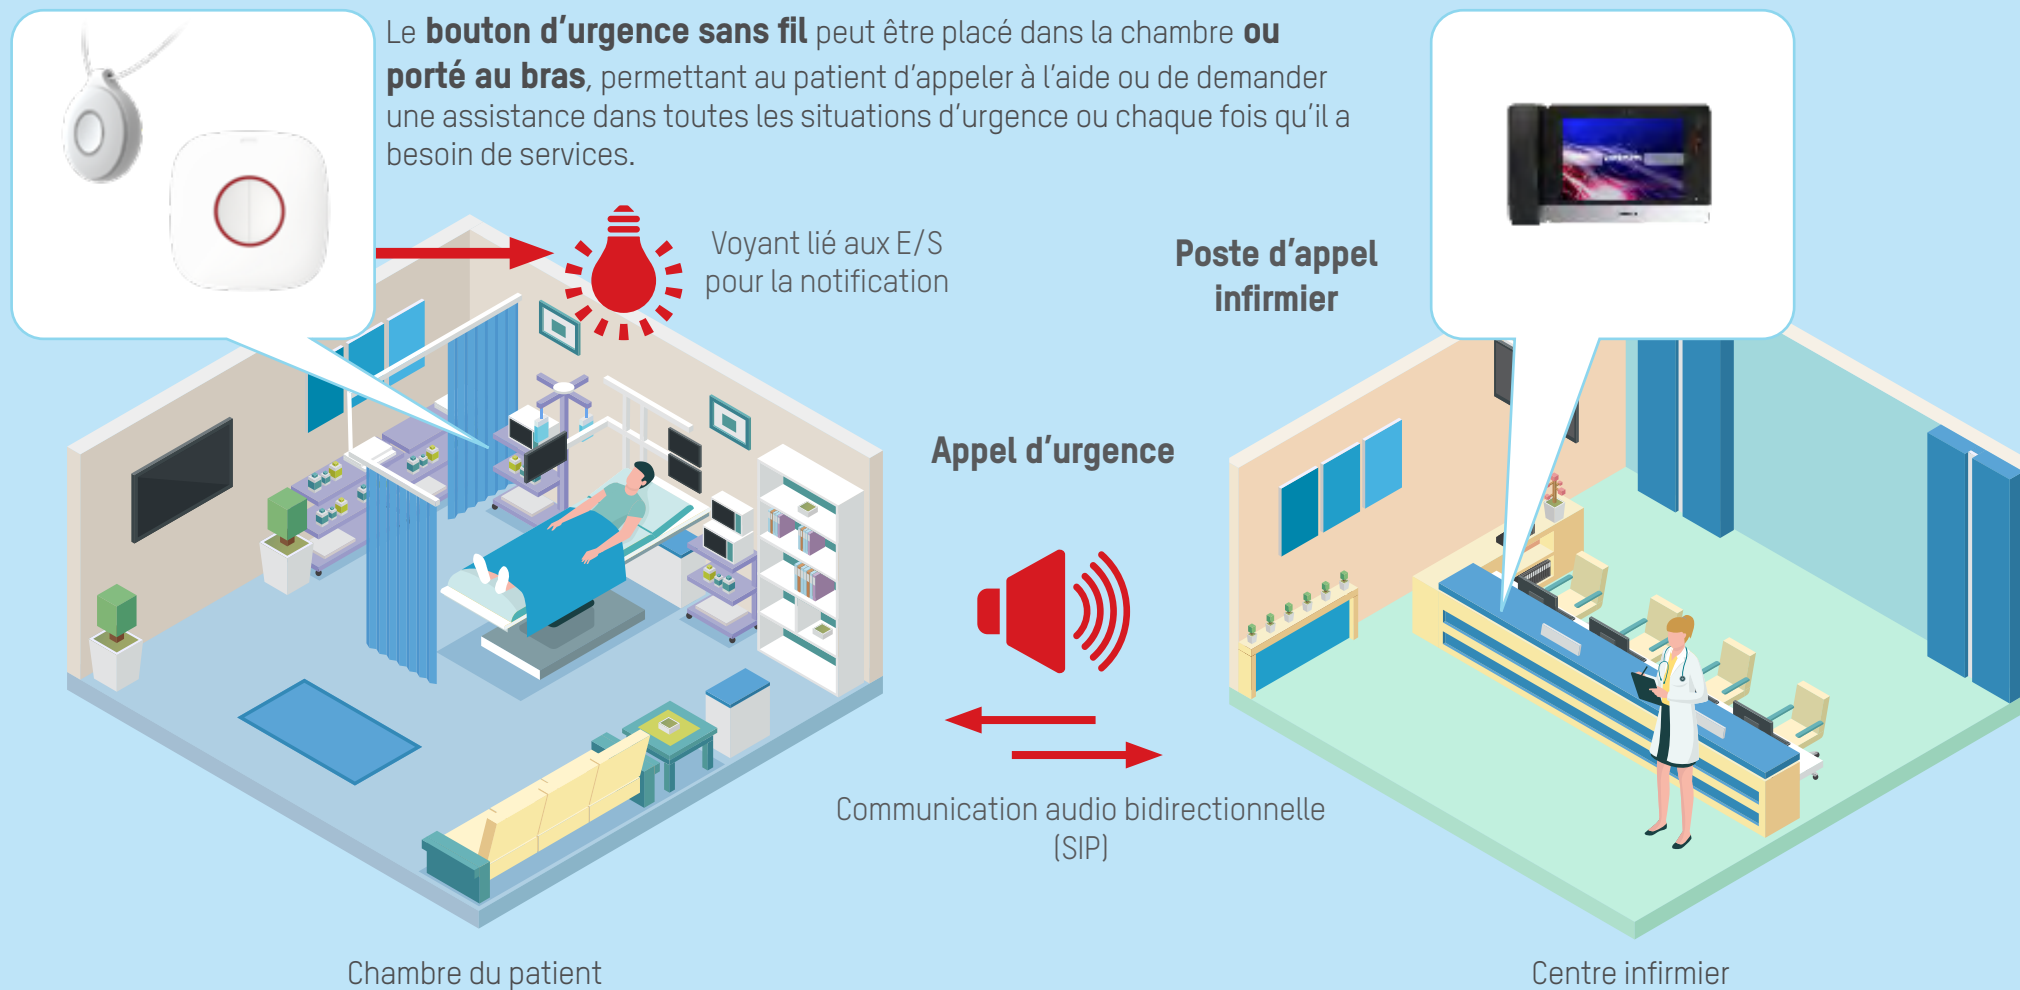 Le bouton d’urgence sans fil peut être placé dans la chambre ou
porté au bras, permettant au patient d’appeler à l’aide ou de demander
une assistance dans toutes les situations d’urgence ou chaque fois qu’il a
besoin de services.
Voyant lié aux E/S
pour la notification
Poste d’appel
infirmier
Appel d’urgence
Communication audio bidirectionnelle
(SIP)
Chambre du patient
Centre infirmier